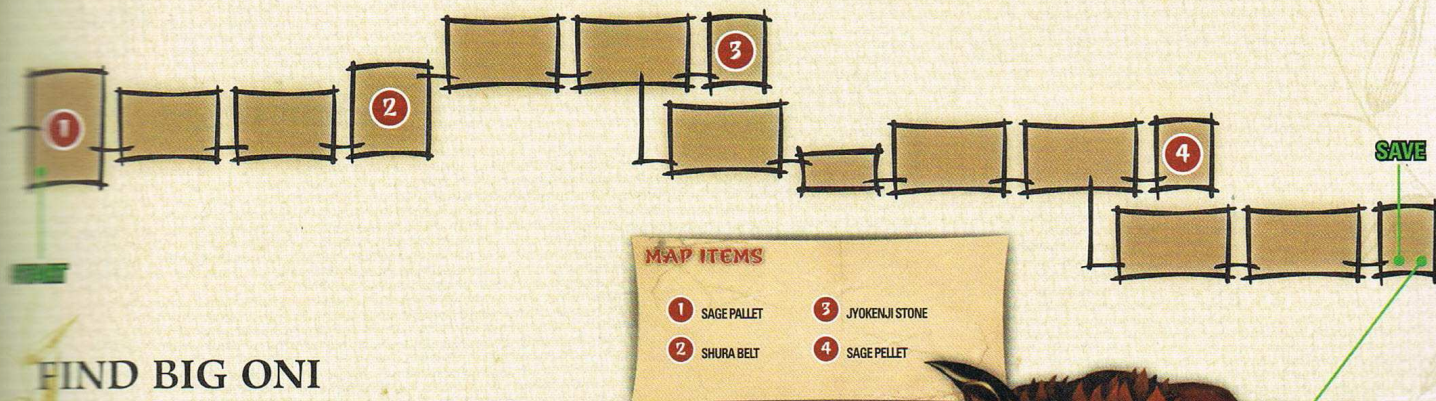 3
2
1
4
SAVE
MAP ITEMS
1 SAGE PALLET
3 JYOKENJI STONE
2 SHURA BELT
4 SAGE PELLET
FIND BIG ONI